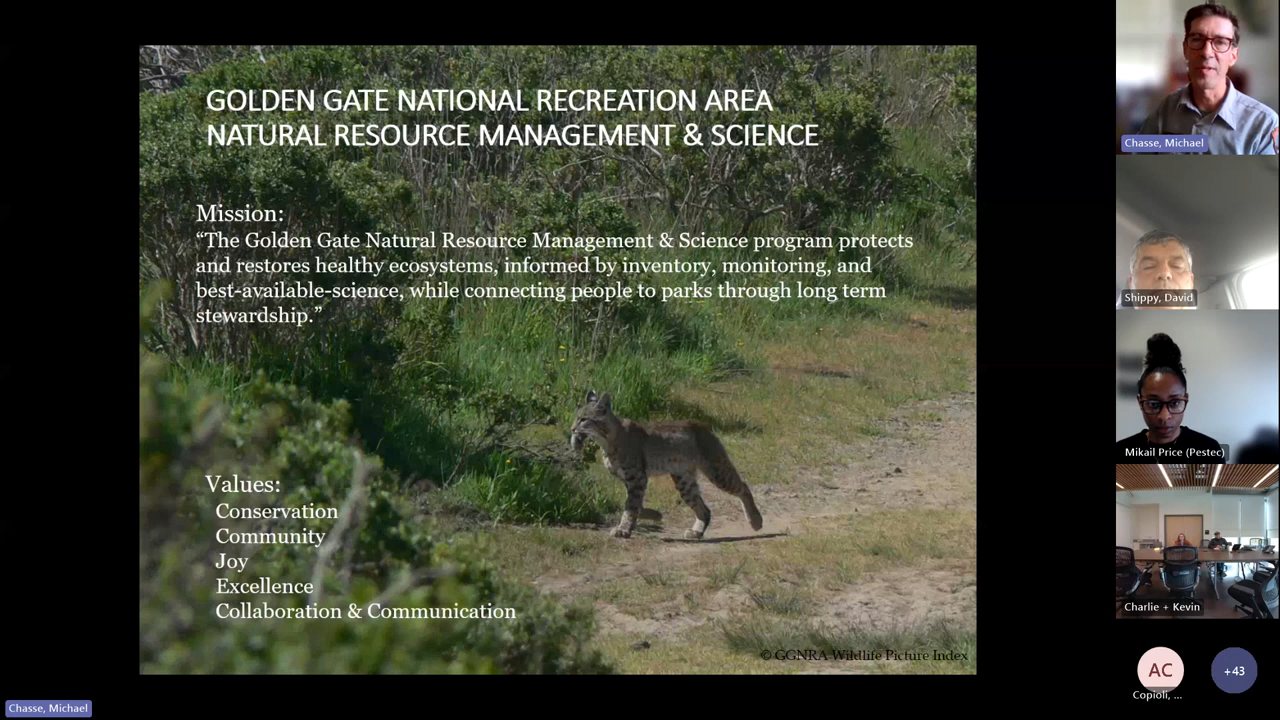 GOLDEN GATE NATIONAL RECREATION AREA
NATURAL RESOURCE MANAGEMENT & SCIENCE
Mission:
“The Golden Gate Natural Resource Management & Science program protects
and restores healthy ecosystems, informed by inventory, monitoring, and
best-available-science, while connecting people to parks through long term
stewardship.”
Values:
Conservation
Community
Joy
Excellence
Collaboration & Communication
© GGNRA Wildlife Picture Index
Chasse, Michael
Chasse, Michael
Shippy, David
Mikail Price (Pestec)
Charlie + Kevin
AC
Copioli, ...
+43